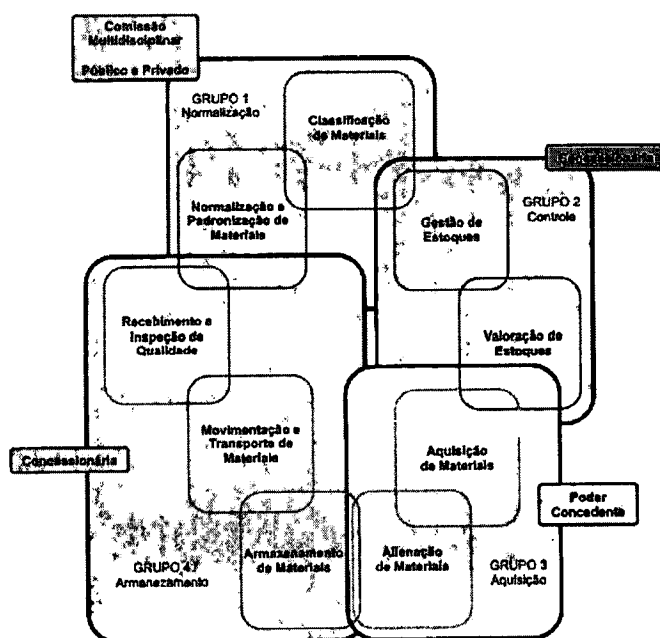 Comissão
Multidisciplinar
Público e Privado
GRUPO 1
Normalização
Classificação
de Materiais
Normalização e
Padronização de
Materiais
Concessionária
Gestão de
Estoques
GRUPO 2
Controle
Valoração de
Estoques
Recebimento e
Inspeção de
Qualidade
Movimentação e
Transporte de
Materiais
Concessionária
Aquisição
de Materiais
Poder
Concedente
GRUPO 4
Armanezamento
Armazenamento
de Materiais
Alienação
de Materiais
GRUPO 3
Aquisição